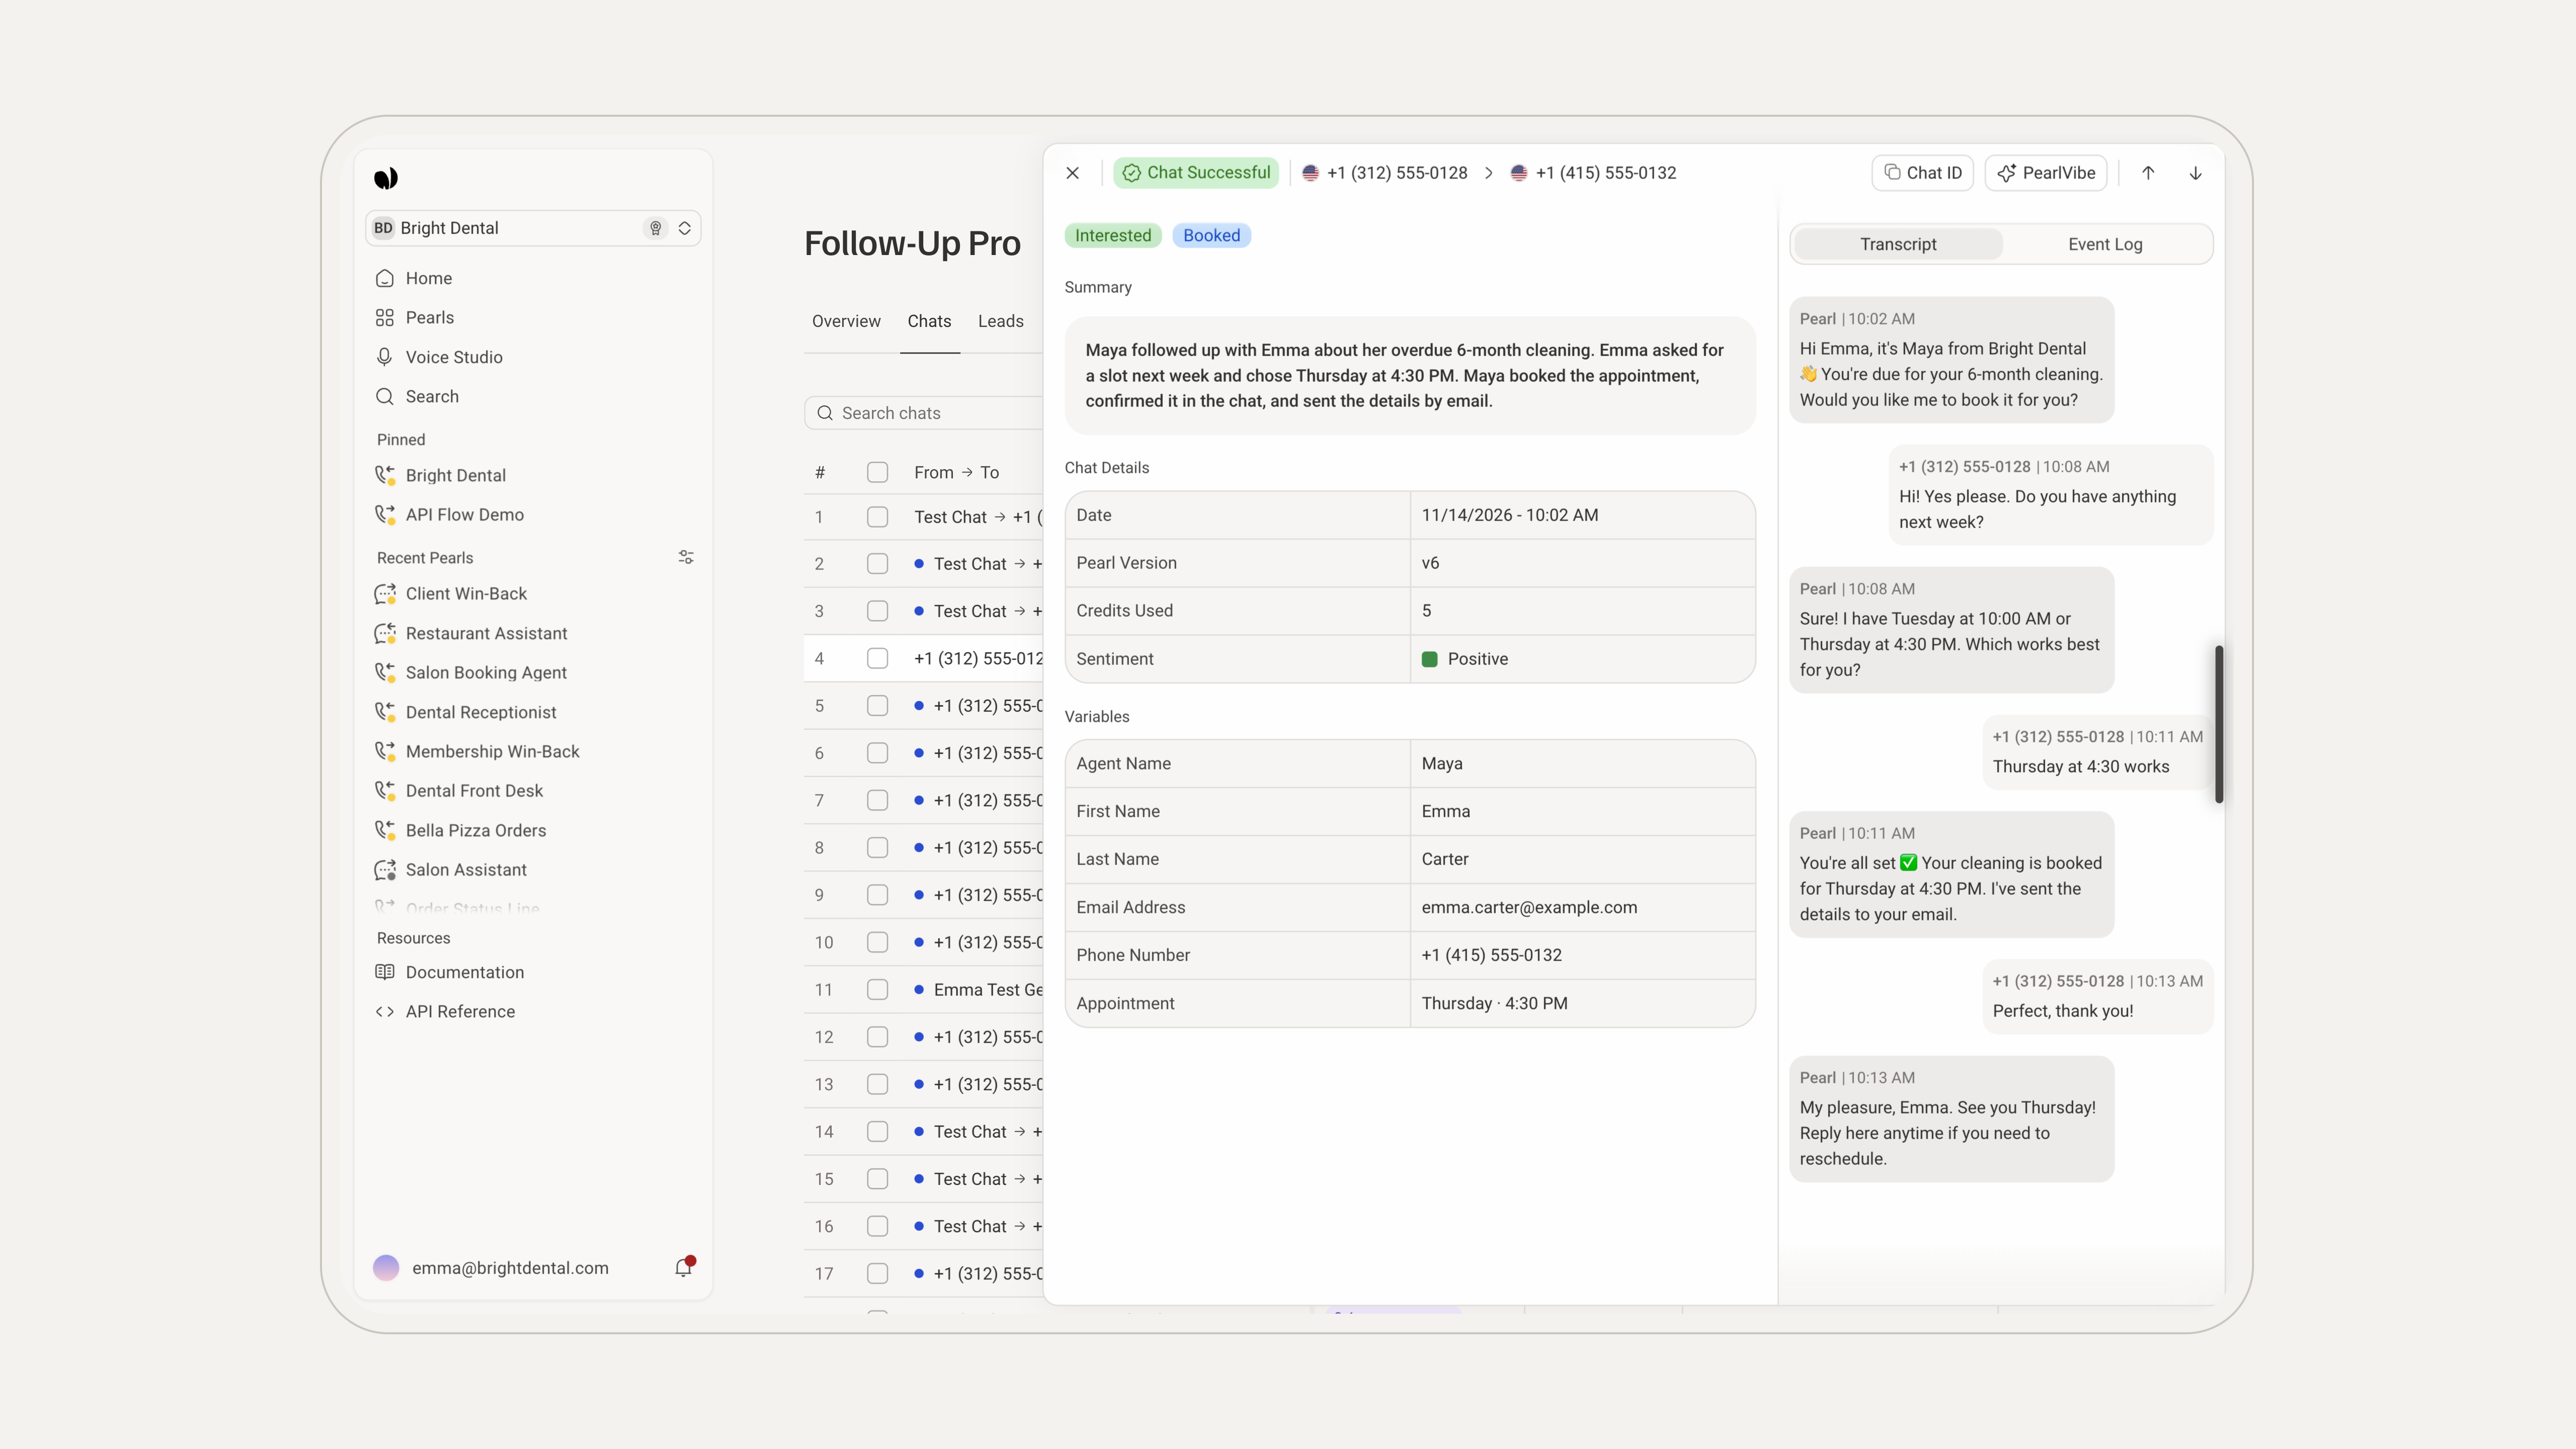 BD Bright Dental
Home
Pearls
Voice Studio
Search
Pinned
Bright Dental
API Flow Demo
Recent Pearls
Client Win-Back
Restaurant Assistant
Salon Booking Agent
Dental Receptionist
Membership Win-Back
Dental Front Desk
Bella Pizza Orders
Salon Assistant
Order Status Line
Resources
Documentation
API Reference
emma@brightdental.com
Follow-Up Pro
Overview Chats Leads
Search chats
# From → To
1 Test Chat → +1 (
2 Test Chat → +
3 Test Chat → +
4 +1 (312) 555-012
5 +1 (312) 555-0
6 +1 (312) 555-0
7 +1 (312) 555-0
8 +1 (312) 555-0
9 +1 (312) 555-0
10 +1 (312) 555-0
11 Emma Test Ge
12 +1 (312) 555-0
13 +1 (312) 555-0
14 Test Chat → +
15 Test Chat → +
16 Test Chat → +
17 +1 (312) 555-0
Chat Successful +1 (312) 555-0128 > +1 (415) 555-0132 Chat ID PearlVibe
Interested Booked
Summary
Maya followed up with Emma about her overdue 6-month cleaning. Emma asked for
a slot next week and chose Thursday at 4:30 PM. Maya booked the appointment,
confirmed it in the chat, and sent the details by email.
Chat Details
Date 11/14/2026 - 10:02 AM
Pearl Version v6
Credits Used 5
Sentiment Positive
Variables
Agent Name Maya
First Name Emma
Last Name Carter
Email Address emma.carter@example.com
Phone Number +1 (415) 555-0132
Appointment Thursday · 4:30 PM
Transcript Event Log
Pearl | 10:02 AM
Hi Emma, it's Maya from Bright Dental
👋 You're due for your 6-month cleaning.
Would you like me to book it for you?
+1 (312) 555-0128 | 10:08 AM
Hi! Yes please. Do you have anything
next week?
Pearl | 10:08 AM
Sure! I have Tuesday at 10:00 AM or
Thursday at 4:30 PM. Which works best
for you?
+1 (312) 555-0128 | 10:11 AM
Thursday at 4:30 works
Pearl | 10:11 AM
You're all set ✅ Your cleaning is booked
for Thursday at 4:30 PM. I've sent the
details to your email.
+1 (312) 555-0128 | 10:13 AM
Perfect, thank you!
Pearl | 10:13 AM
My pleasure, Emma. See you Thursday!
Reply here anytime if you need to
reschedule.